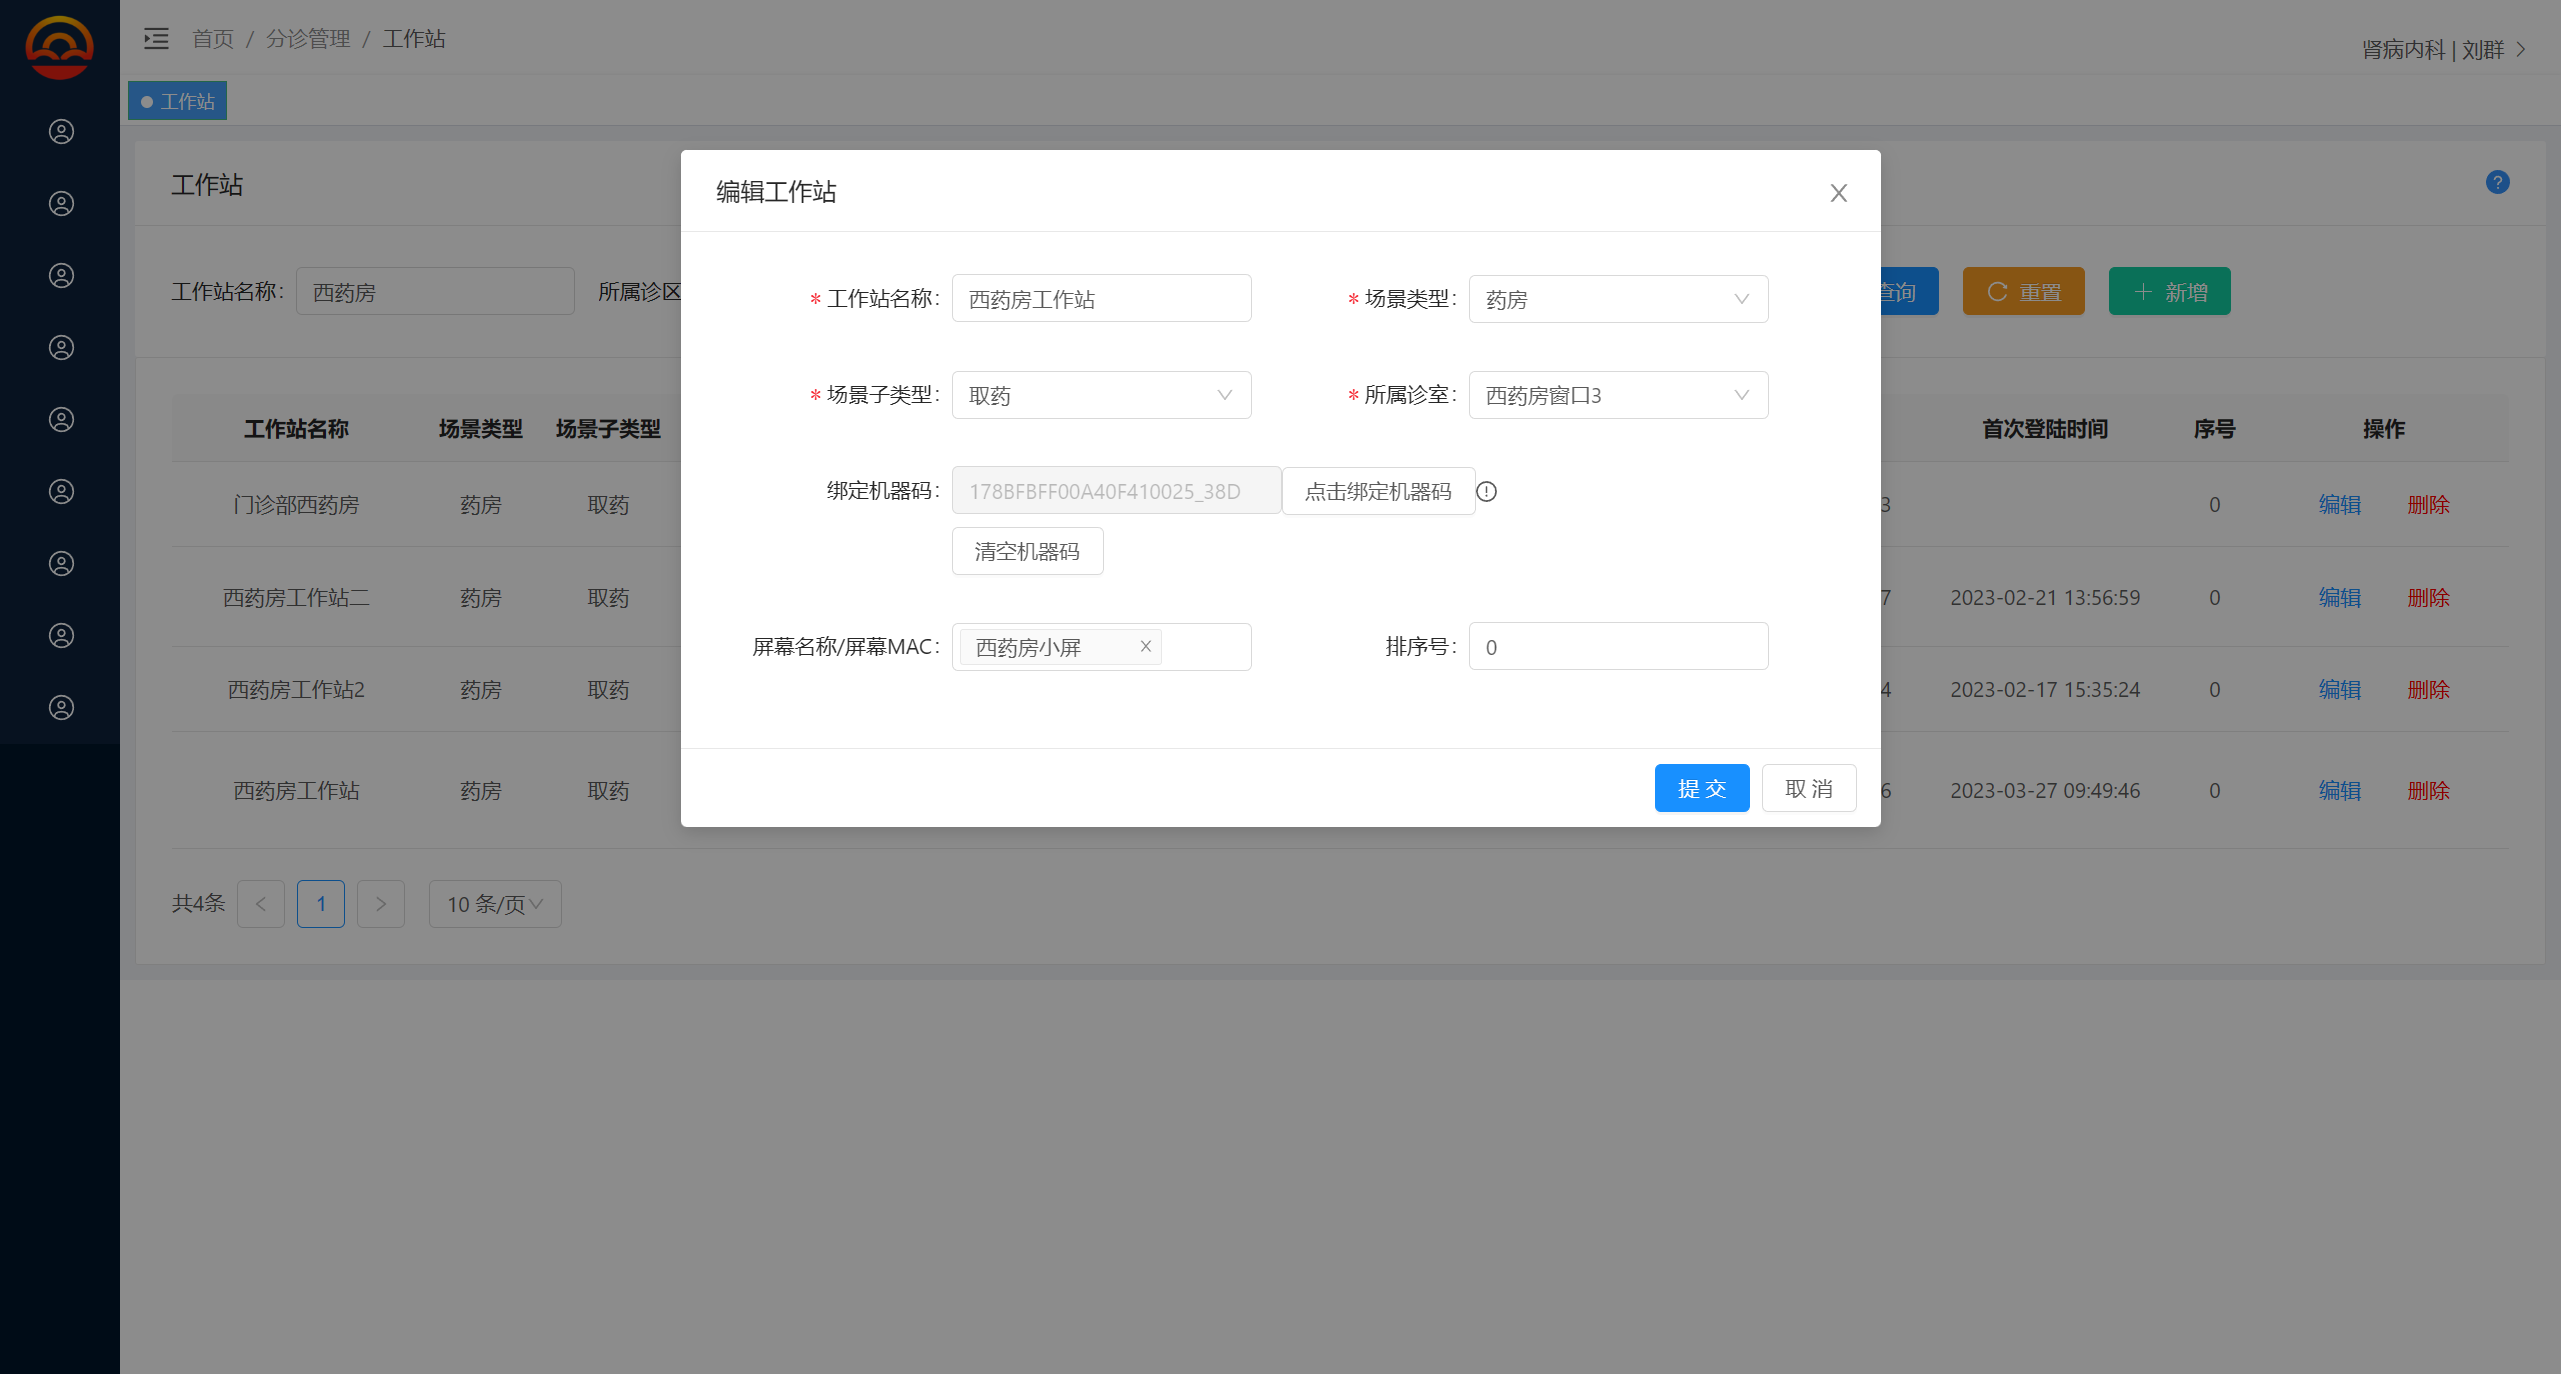 首页 / 分诊管理 / 工作站
肾病内科 | 刘群
工作站
工作站
工作站名称: 西药房 所属诊区 查询 重置 新增
工作站名称 场景类型 场景子类型 首次登陆时间 序号 操作
门诊部西药房 药房 取药 3 0 编辑 删除
西药房工作站二 药房 取药 7 2023-02-21 13:56:59 0 编辑 删除
西药房工作站2 药房 取药 4 2023-02-17 15:35:24 0 编辑 删除
西药房工作站 药房 取药 6 2023-03-27 09:49:46 0 编辑 删除
共4条 < 1 > 10 条/页
编辑工作站
* 工作站名称: 西药房工作站 * 场景类型: 药房
* 场景子类型: 取药 * 所属诊室: 西药房窗口3
绑定机器码: 178BFBFF00A40F410025_38D 点击绑定机器码
清空机器码
屏幕名称/屏幕MAC: 西药房小屏 排序号: 0
提 交 取 消